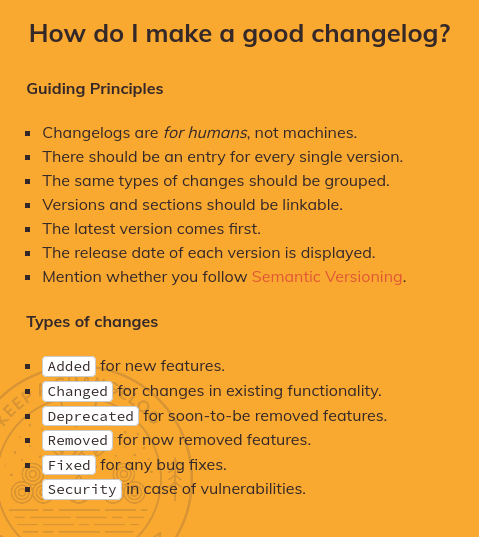 How do I make a good changelog?
Guiding Principles
Changelogs are for humans, not machines.
There should be an entry for every single version.
The same types of changes should be grouped.
Versions and sections should be linkable.
The latest version comes first.
The release date of each version is displayed.
Mention whether you follow Semantic Versioning.
Types of changes
Added for new features.
Changed for changes in existing functionality.
Deprecated for soon-to-be removed features.
Removed for now removed features.
Fixed for any bug fixes.
Security in case of vulnerabilities.